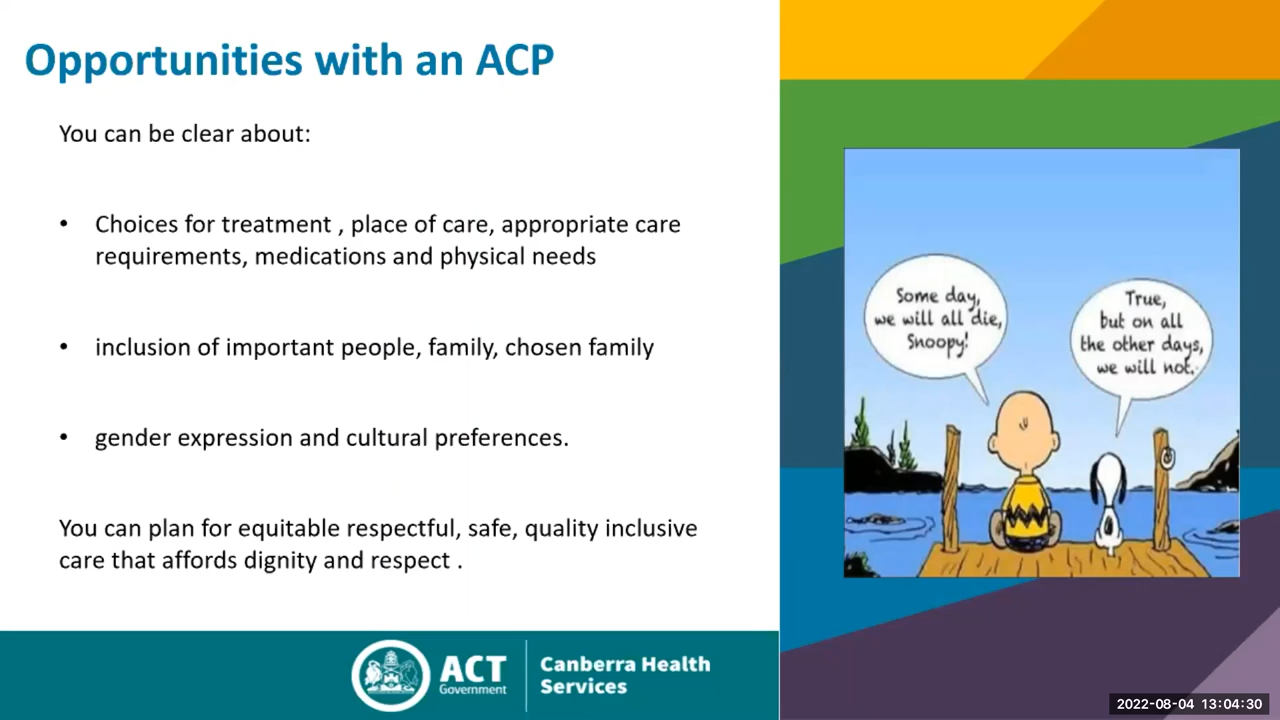 Opportunities with an ACP
You can be clear about:
• Choices for treatment , place of care, appropriate care
requirements, medications and physical needs
• inclusion of important people, family, chosen family
• gender expression and cultural preferences.
You can plan for equitable respectful, safe, quality inclusive
care that affords dignity and respect .
Some day,
we will all die,
Snoopy!
True,
but on all
the other days,
we will not.
ACT
Government
Canberra Health
Services
2022-08-04 13:04:30